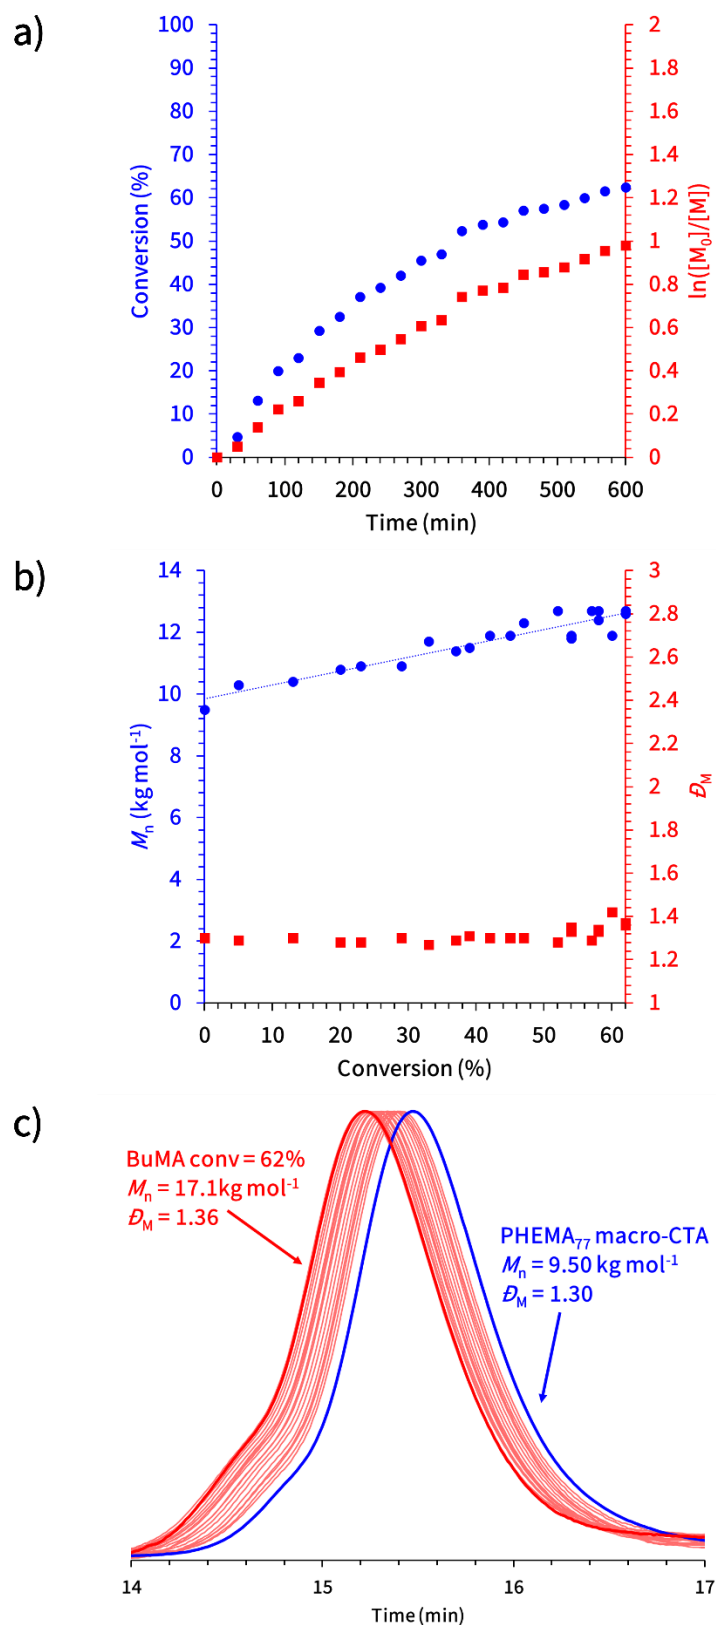 a)
100
90
80
70
60
50
40
30
20
10
0
Conversion (%)
2
1.8
1.6
1.4
1.2
1
0.8
0.6
0.4
0.2
0
ln([M₀]/[M])
0 100 200 300 400 500 600
Time (min)
b)
14
12
10
8
6
4
2
0
Mₙ (kg mol⁻¹)
3
2.8
2.6
2.4
2.2
2
1.8
1.6
1.4
1.2
1
Đ_M
0 10 20 30 40 50 60
Conversion (%)
c)
BuMA conv = 62%
Mₙ = 17.1kg mol⁻¹
Đ_M = 1.36
PHEMA₇₇ macro-CTA
Mₙ = 9.50 kg mol⁻¹
Đ_M = 1.30
14 15 16 17
Time (min)